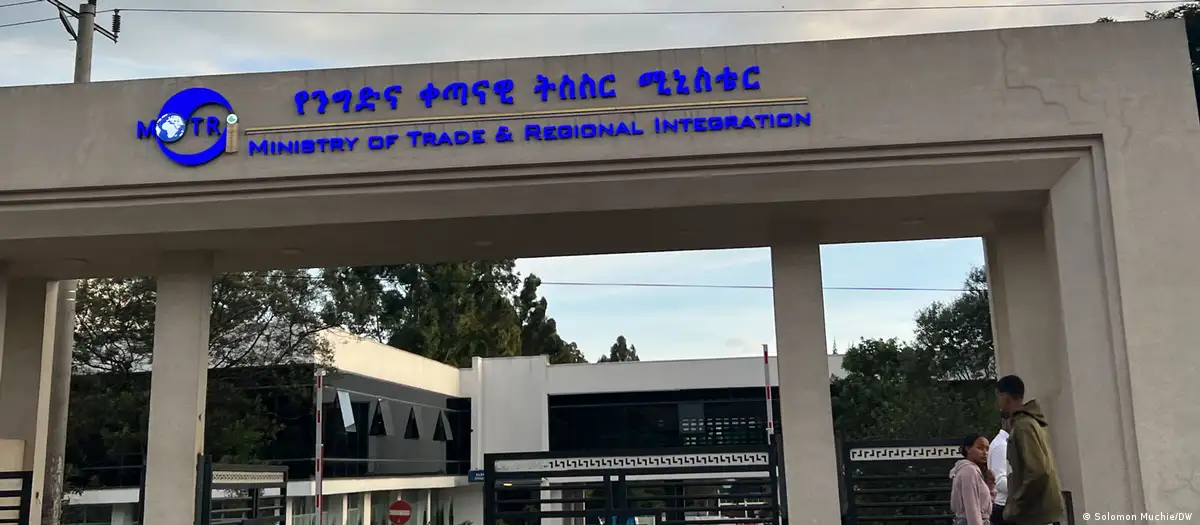 የንግድና ቀጣናዊ ትስስር ሚኒስቴር
MOTRI
MINISTRY OF TRADE & REGIONAL INTEGRATION
© Solomon Muchie/DW